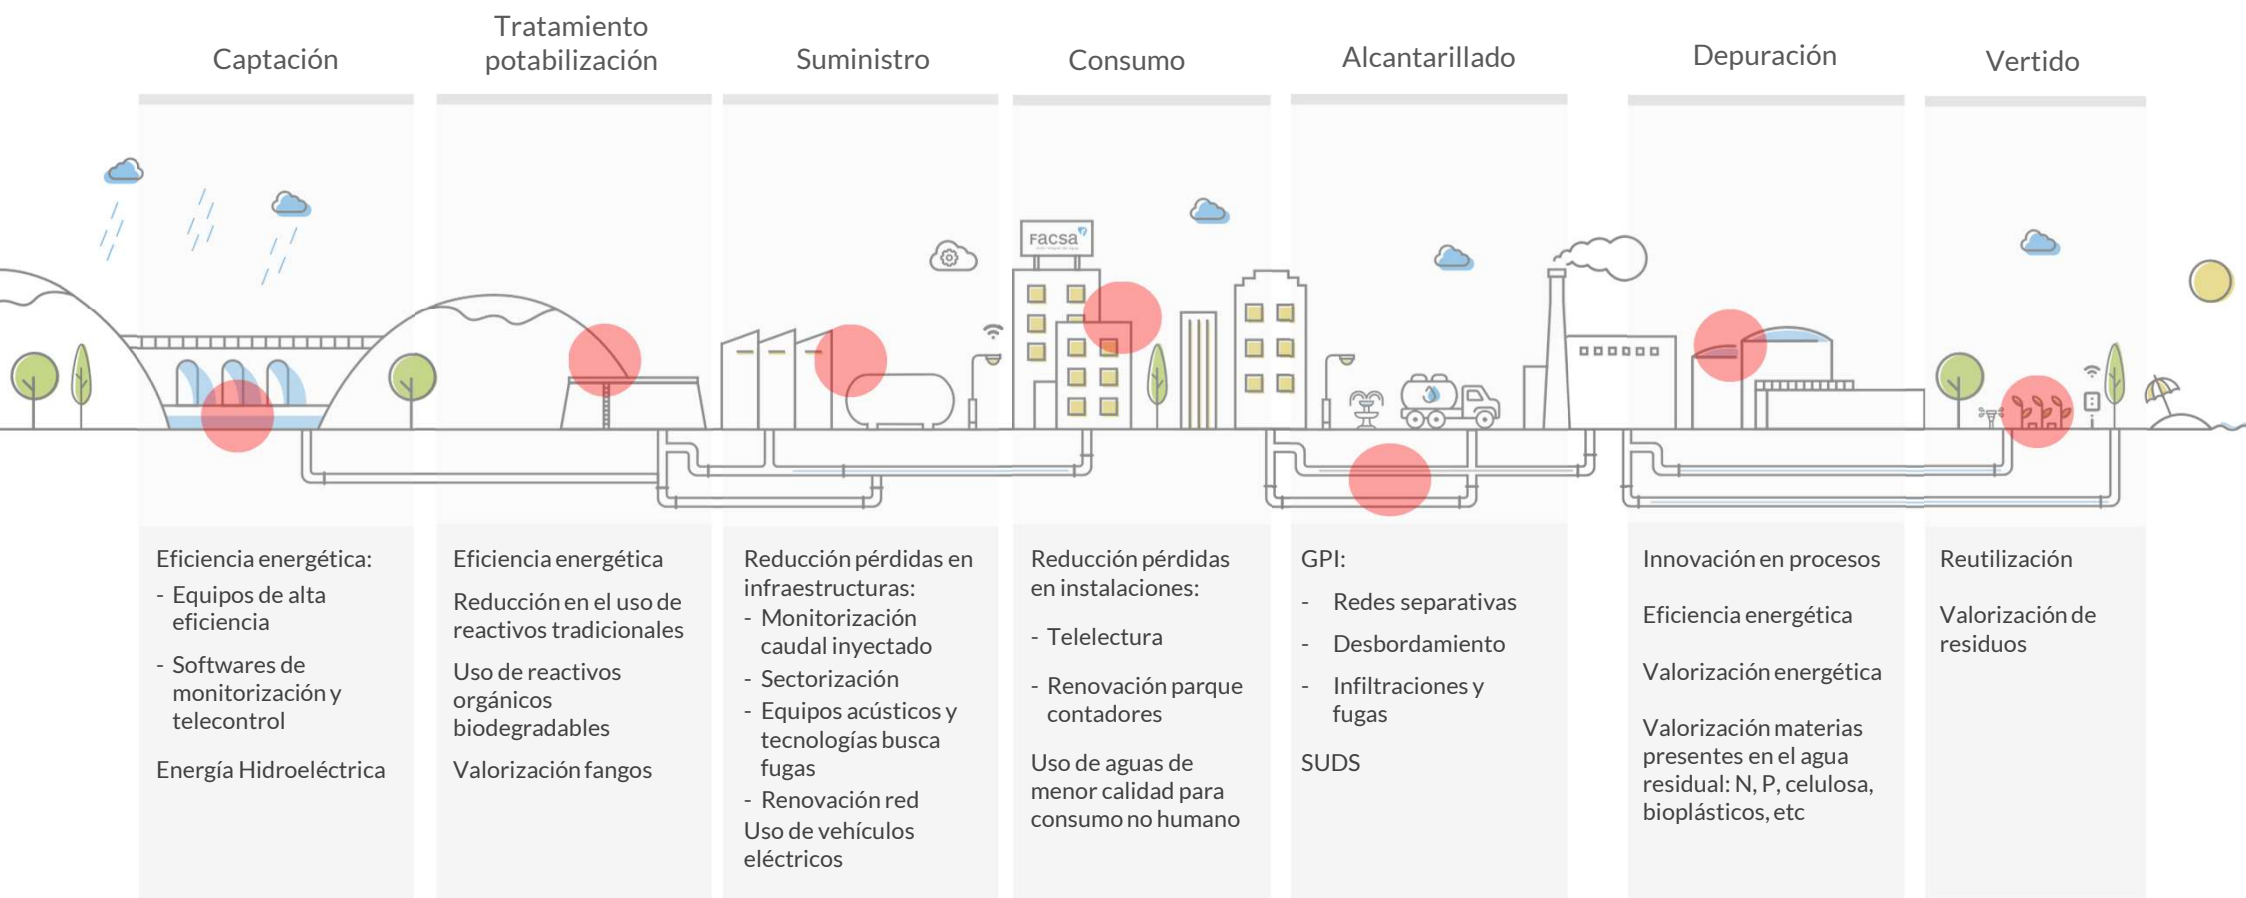 Captación
Tratamiento
potabilización
Suministro
Consumo
Alcantarillado
Depuración
Vertido
Facsa
Eficiencia energética:
- Equipos de alta
eficiencia
- Softwares de
monitorización y
telecontrol
Energía Hidroeléctrica
Eficiencia energética
Reducción en el uso de
reactivos tradicionales
Uso de reactivos
orgánicos
biodegradables
Valorización fangos
Reducción pérdidas en
infraestructuras:
- Monitorización
caudal inyectado
- Sectorización
- Equipos acústicos y
tecnologías busca
fugas
- Renovación red
Uso de vehículos
eléctricos
Reducción pérdidas
en instalaciones:
- Telelectura
- Renovación parque
contadores
Uso de aguas de
menor calidad para
consumo no humano
GPI:
- Redes separativas
- Desbordamiento
- Infiltraciones y
fugas
SUDS
Innovación en procesos
Eficiencia energética
Valorización energética
Valorización materias
presentes en el agua
residual: N, P, celulosa,
bioplásticos, etc
Reutilización
Valorización de
residuos